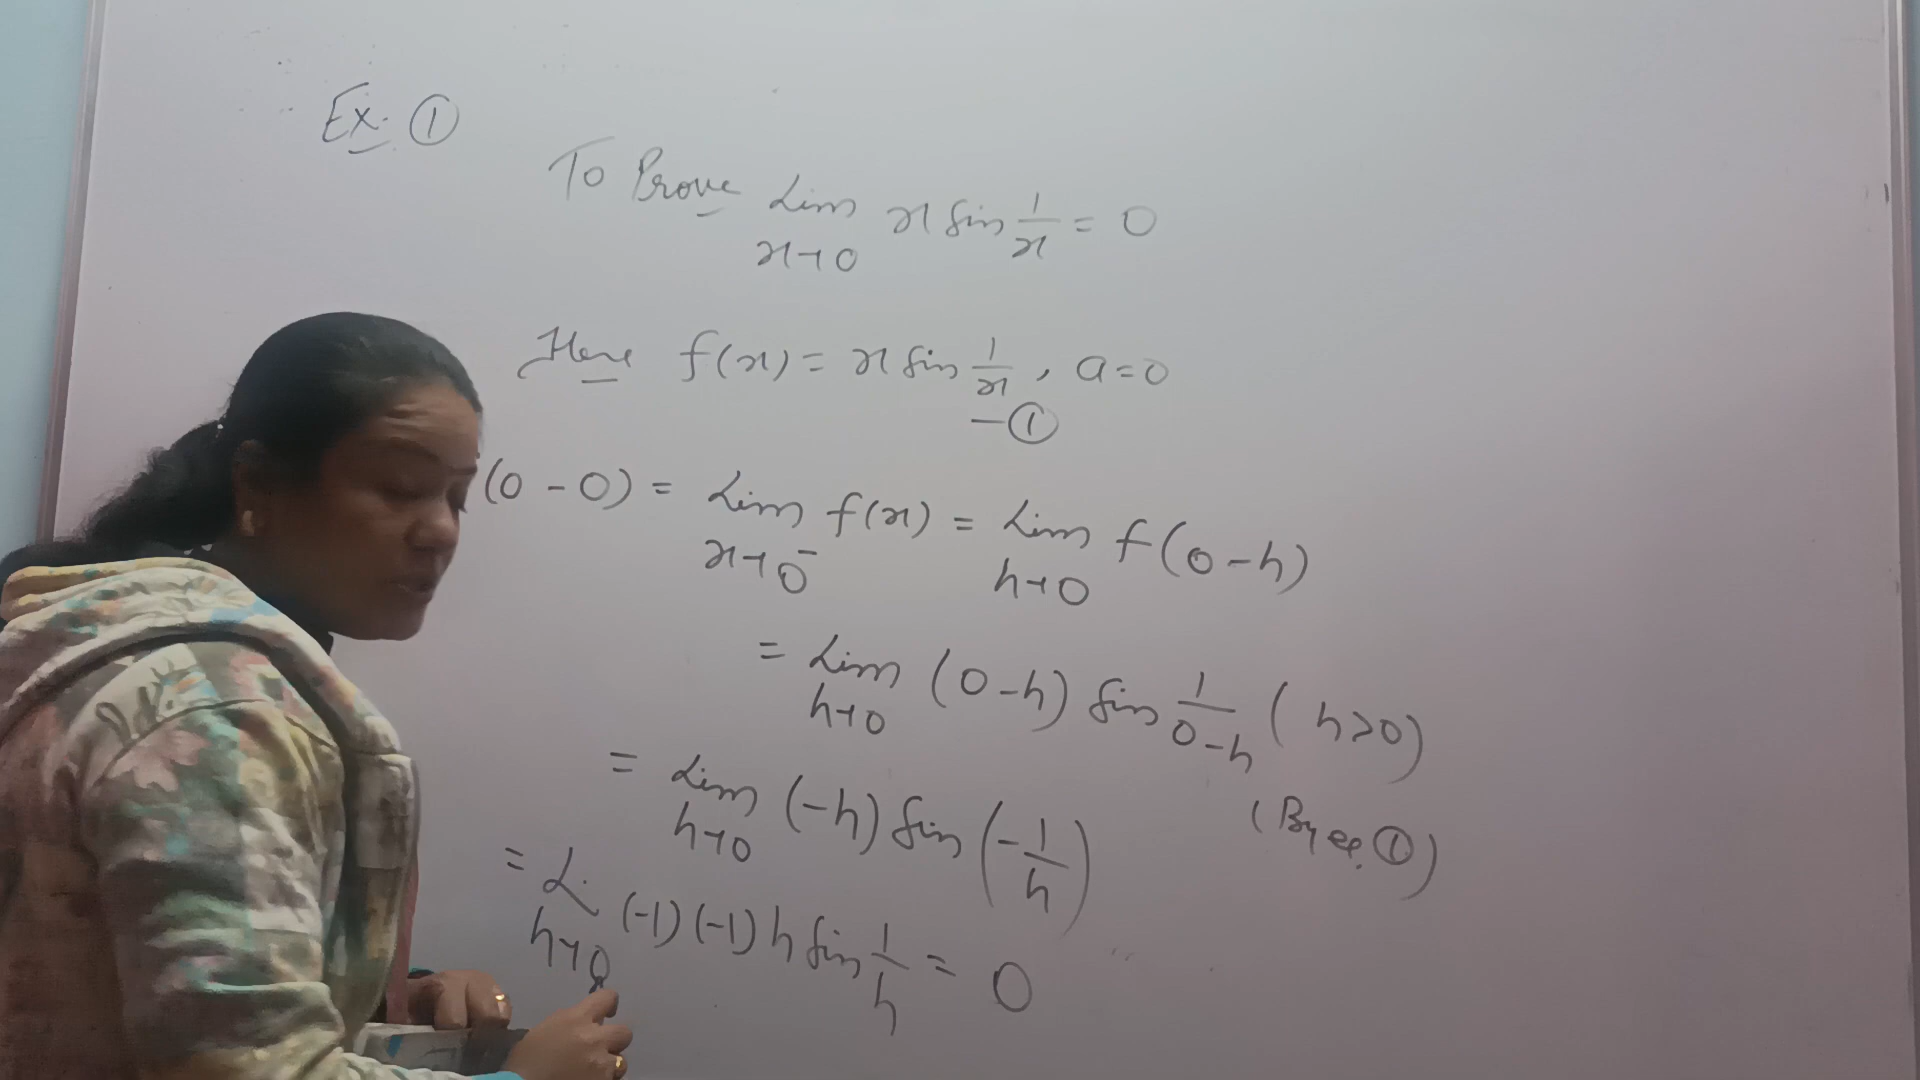 Ex. ①
To Prove Lim x→0 x sin 1/x = 0
Here f(x) = x sin 1/x , a=0
— ①
(0 - 0) = Lim x→0⁻ f(x) = Lim h→0 f(0-h)
= Lim h→0 (0-h) sin 1/0-h (h>0)
(By eq. ①)
= Lim h→0 (-h) sin (-1/h)
= L. h→0 (-1) (-1) h sin 1/h = 0